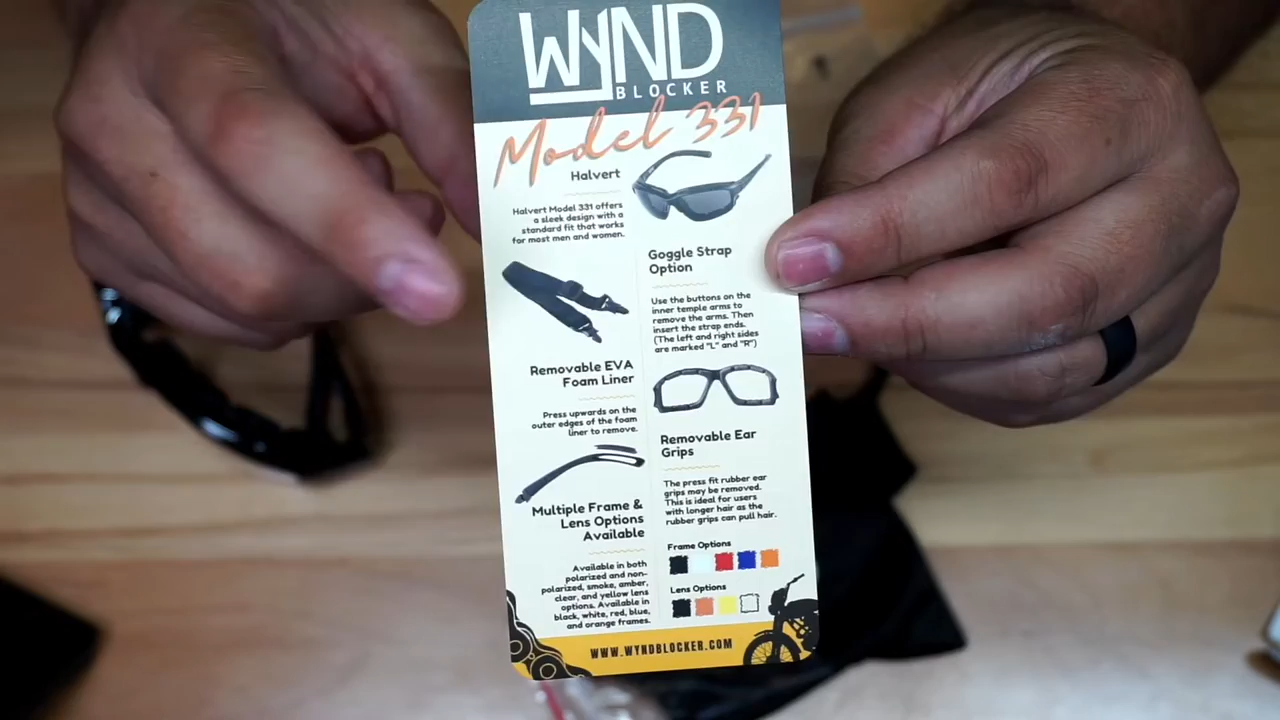 WYND
BLOCKER
Model 331
Halvert
Halvert Model 331 offers
a sleek design with a
standard fit that works
for most men and women.
Goggle Strap
Option
Use the buttons on the
inner temple arms to
remove the arms. Then
insert the strap ends.
(The left and right sides
are marked "L" and "R")
Removable EVA
Foam Liner
Press upwards on the
outer edges of the foam
liner to remove.
Removable Ear
Grips
The press fit rubber ear
grips may be removed.
This is ideal for users
with longer hair as the
rubber grips can pull hair.
Multiple Frame &
Lens Options
Available
Available in both
polarized and non-
polarized, smoke, amber,
clear, and yellow lens
options. Available in
black, white, red, blue,
and orange frames.
Frame Options
Lens Options
WWW.WYNDBLOCKER.COM